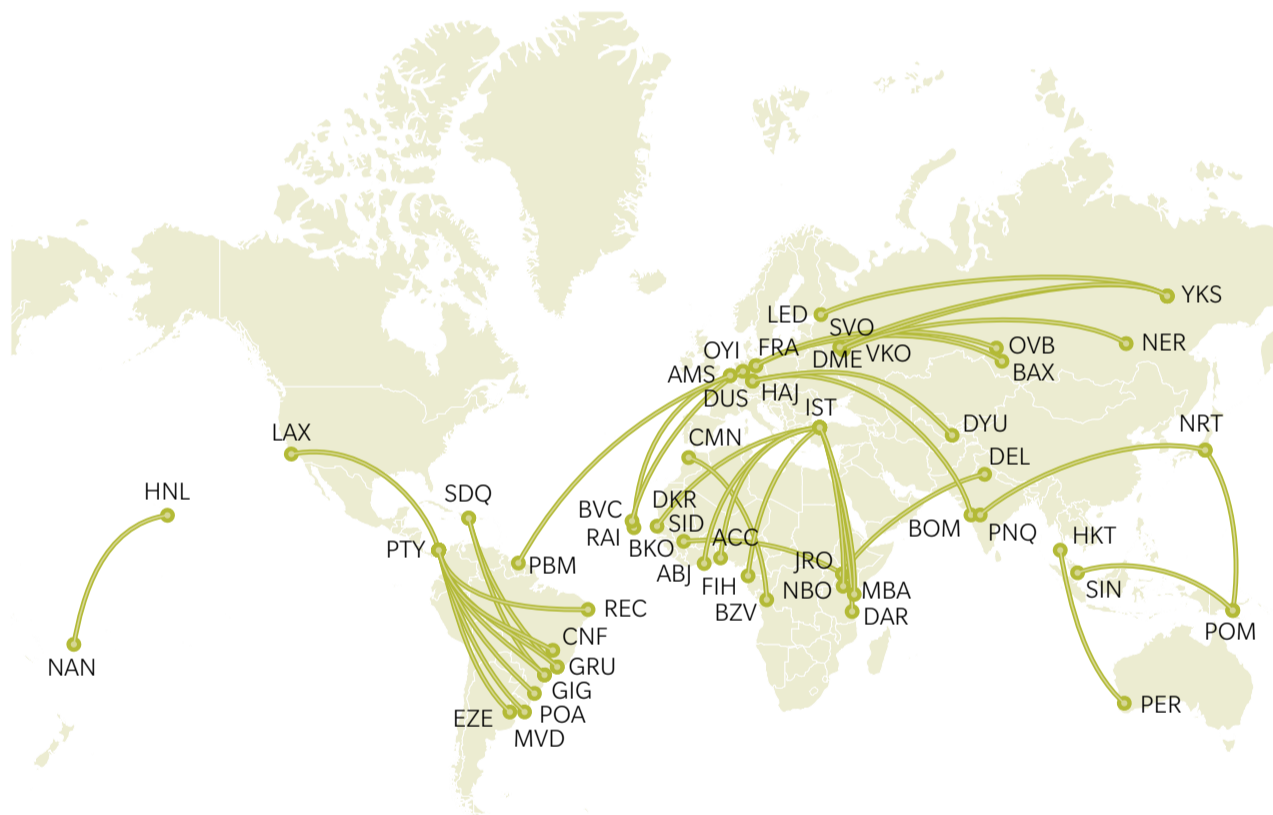 YKS
LED
SVO
OYI
FRA
DME
VKO
OVB
NER
AMS
BAX
DUS
HAJ
IST
LAX
CMN
DYU
NRT
DEL
HNL
SDQ
DKR
BVC
SID
BOM
PNQ
RAI
BKO
ACC
HKT
PTY
PBM
ABJ
JRO
FIH
NBO
MBA
SIN
BZV
REC
DAR
POM
CNF
NAN
GRU
GIG
PER
EZE
POA
MVD